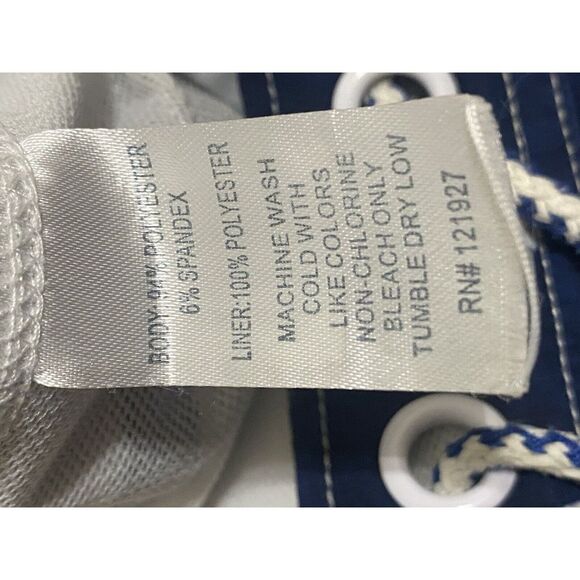 BODY:94% POLYESTER
6% SPANDEX
LINER:100% POLYESTER
MACHINE WASH
COLD WITH
LIKE COLORS
NON-CHLORINE
BLEACH ONLY
TUMBLE DRY LOW
RN# 121927